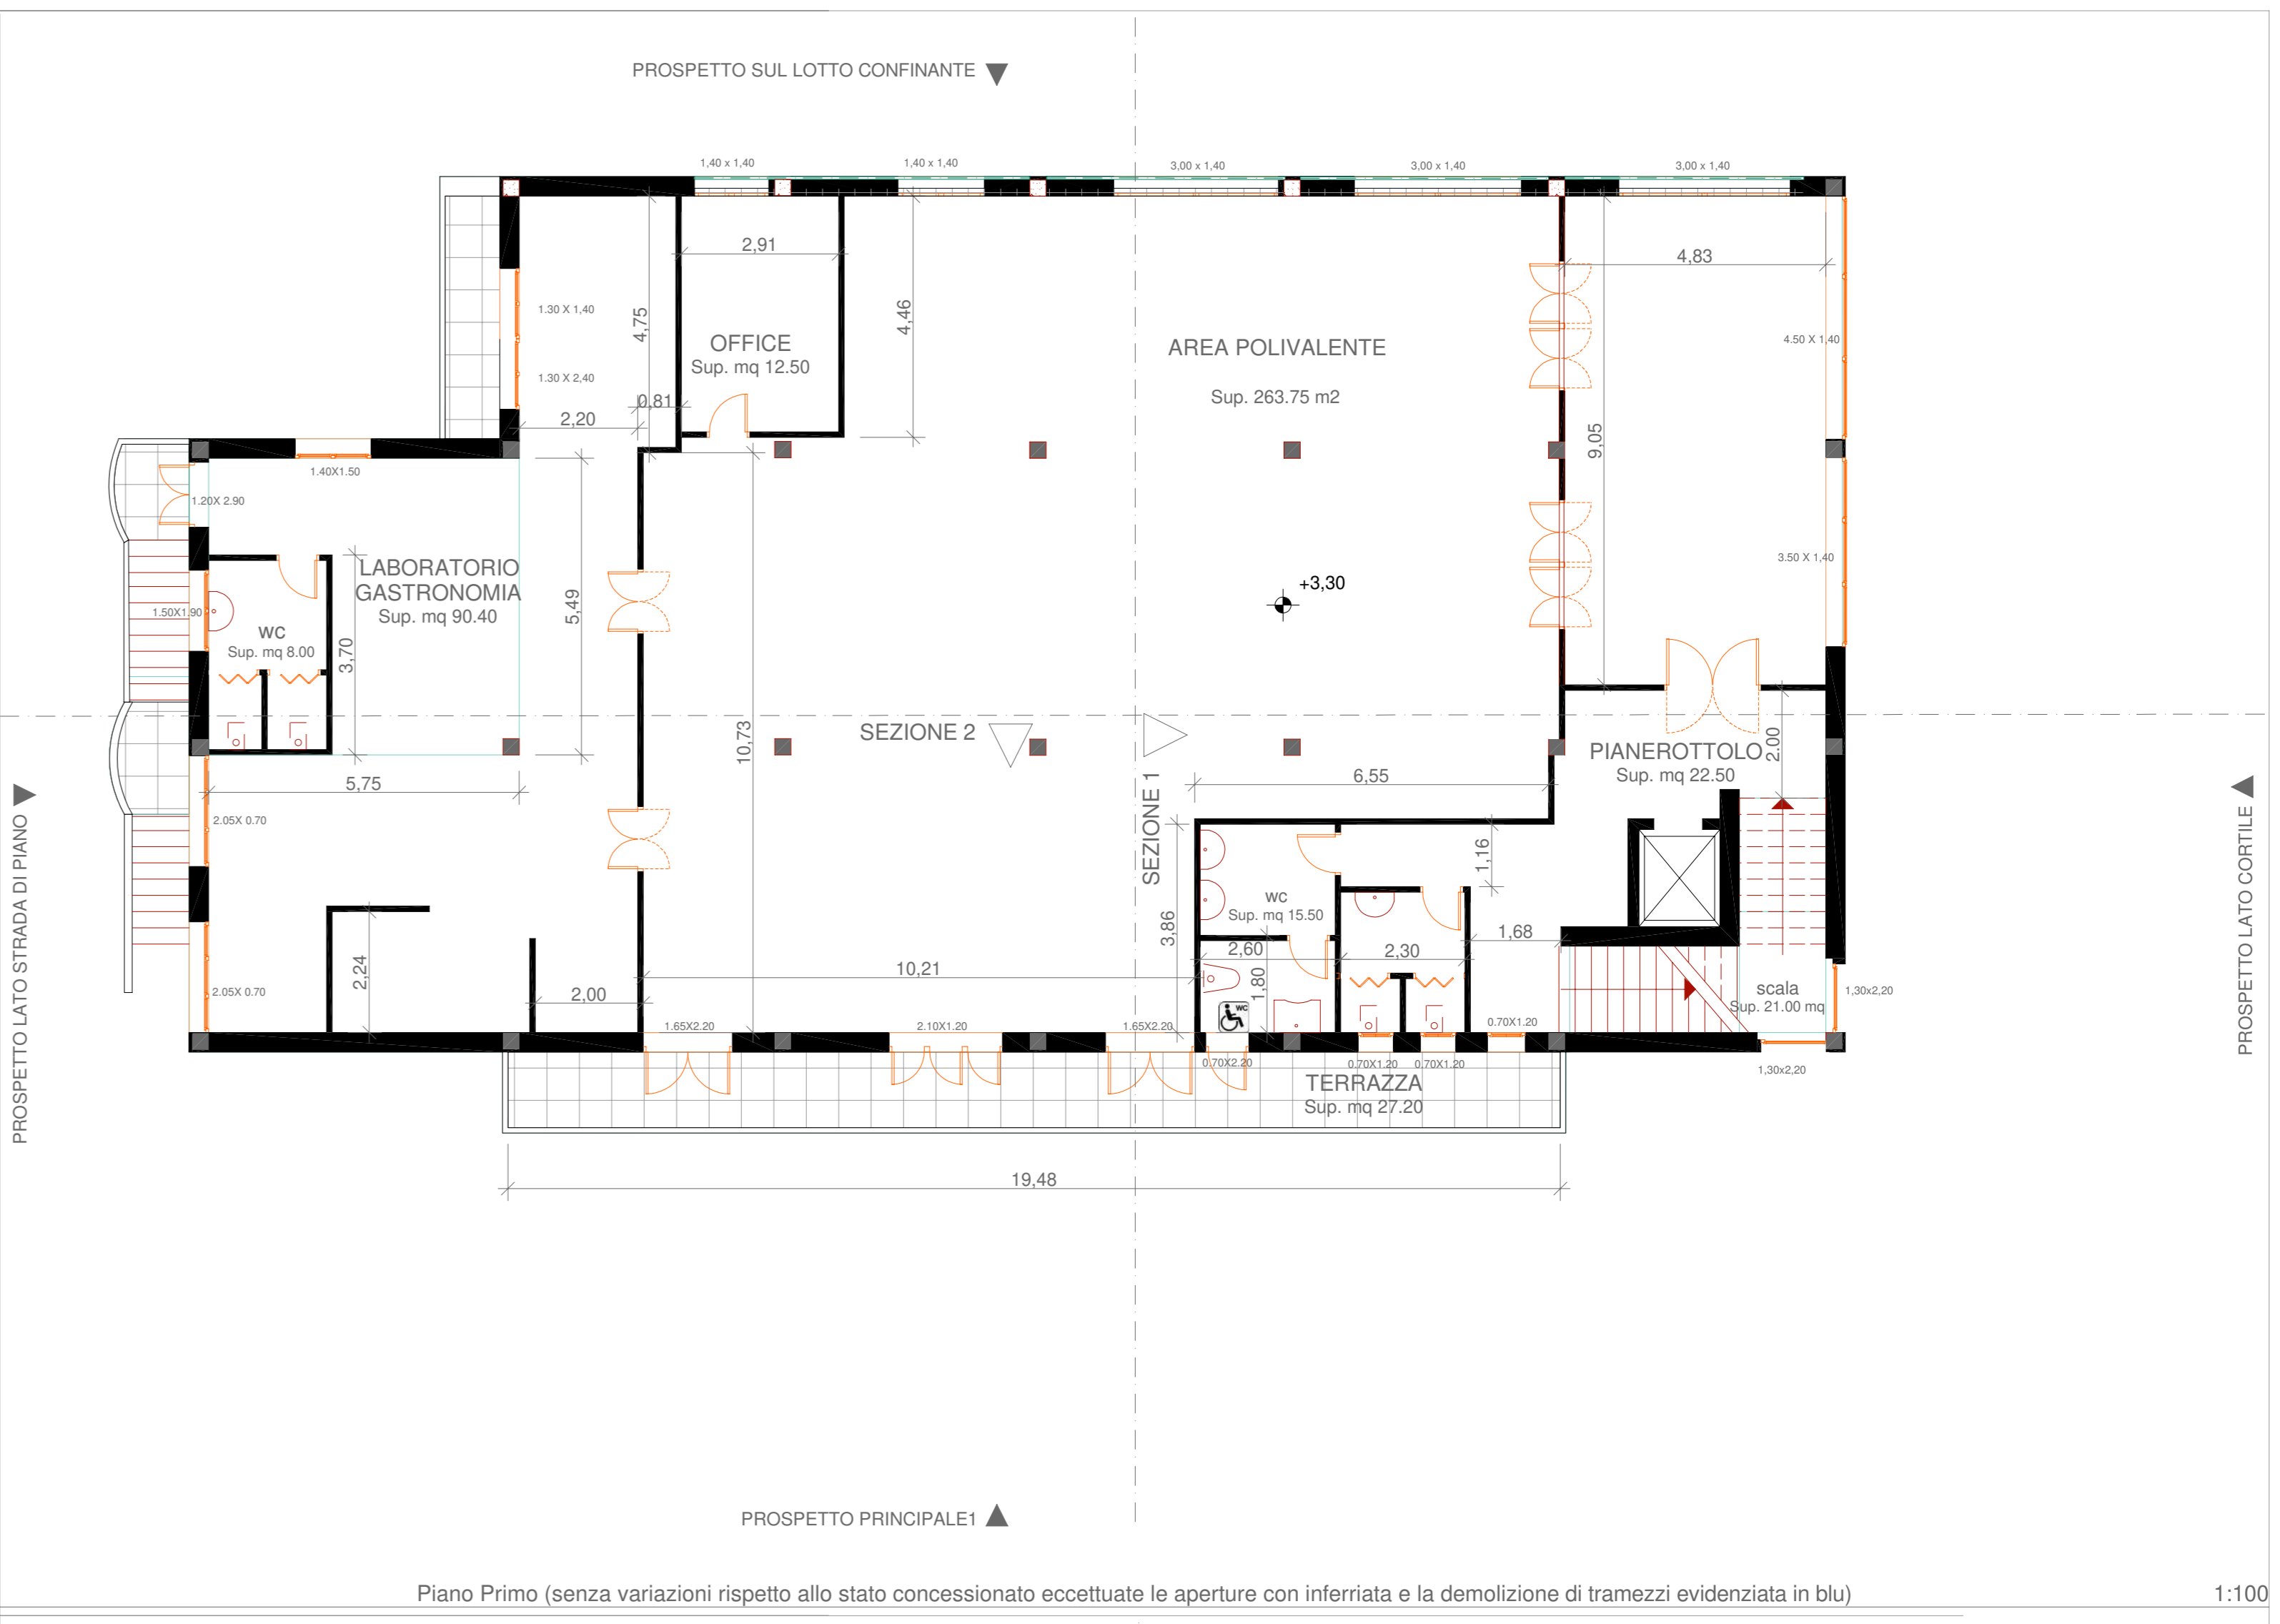 PROSPETTO SUL LOTTO CONFINANTE
1,40 x 1,40
1,40 x 1,40
3,00 x 1,40
3,00 x 1,40
3,00 x 1,40
2,91
4,83
1.30 X 1,40
4,75
4,46
OFFICE
Sup. mq 12.50
AREA POLIVALENTE
Sup. 263.75 m2
4.50 X 1,40
1.30 X 2,40
0,81
2,20
9,05
1.40X1.50
1.20X 2.90
LABORATORIO
GASTRONOMIA
Sup. mq 90.40
5,49
+3,30
3.50 X 1,40
1.50X1.90
WC
Sup. mq 8.00
3,70
10,73
SEZIONE 2
SEZIONE 1
PIANEROTTOLO
Sup. mq 22.50
2.00
5,75
6,55
2.05X 0.70
1,16
3,86
WC
Sup. mq 15.50
2,60
2,30
1,68
1,80
WC
2,24
10,21
2,00
2.05X 0.70
scala
Sup. 21.00 mq
1,30x2,20
1.65X2.20
2.10X1.20
1.65X2.20
0.70X1.20
0.70X2.20
0.70X1.20
0.70X1.20
1,30x2,20
TERRAZZA
Sup. mq 27.20
19,48
PROSPETTO LATO STRADA DI PIANO
PROSPETTO LATO CORTILE
PROSPETTO PRINCIPALE1
Piano Primo (senza variazioni rispetto allo stato concessionato eccettuate le aperture con inferriata e la demolizione di tramezzi evidenziata in blu)
1:100